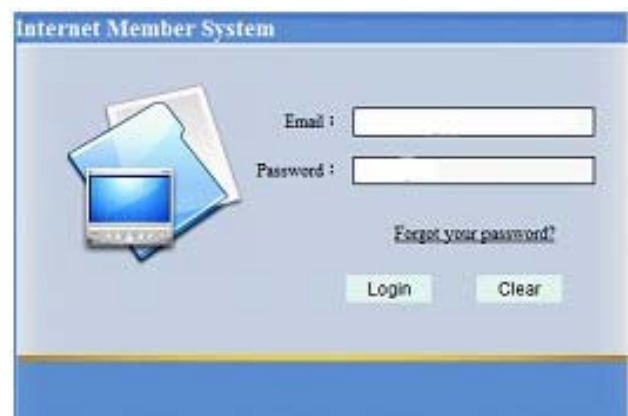 Internet Member System
Email :
Password :
Forgot your password?
Login Clear